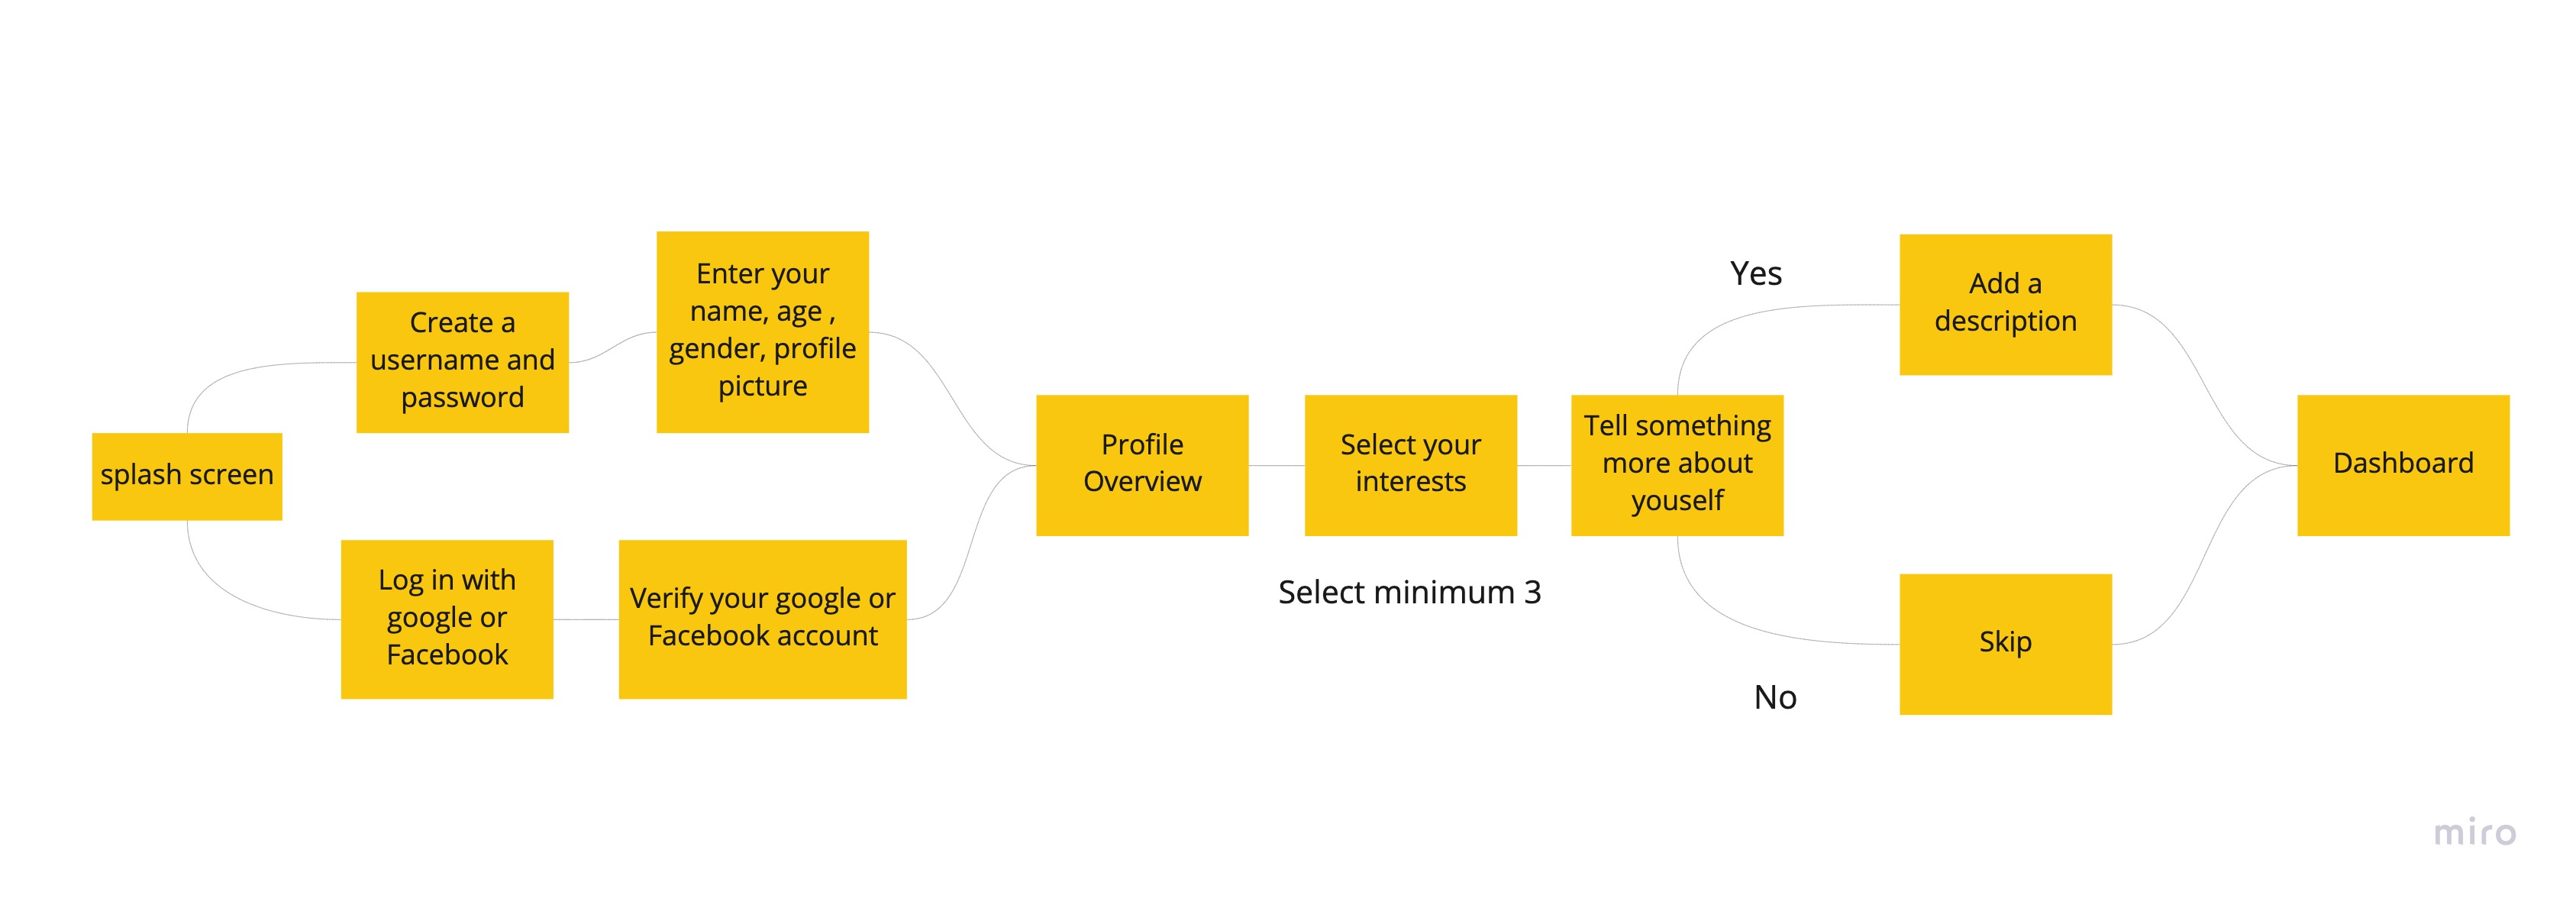 splash screen
Create a
username and
password
Enter your
name, age ,
gender, profile
picture
Log in with
google or
Facebook
Verify your google or
Facebook account
Profile
Overview
Select your
interests
Select minimum 3
Tell something
more about
youself
Yes
Add a
description
No
Skip
Dashboard
miro